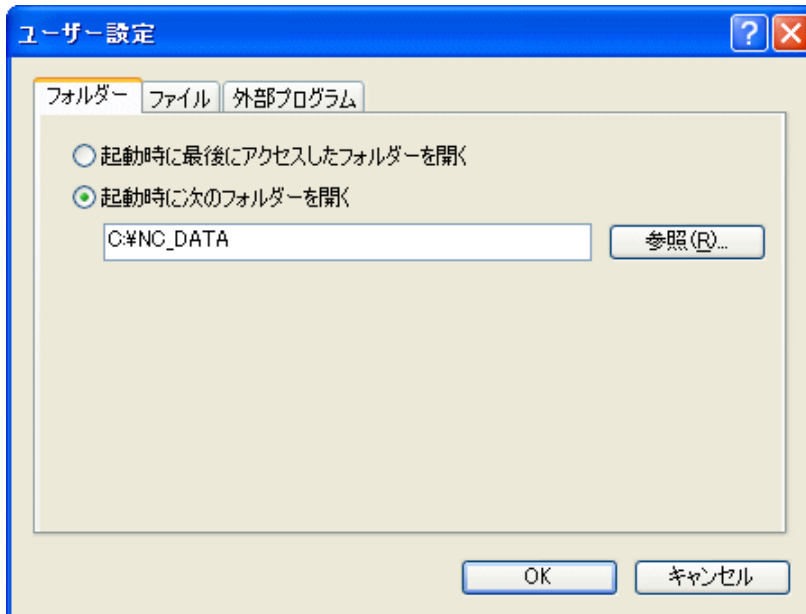 ユーザー設定
フォルダー ファイル 外部プログラム
起動時に最後にアクセスしたフォルダーを開く
起動時に次のフォルダーを開く
C:¥NC_DATA 参照(R)...
OK キャンセル